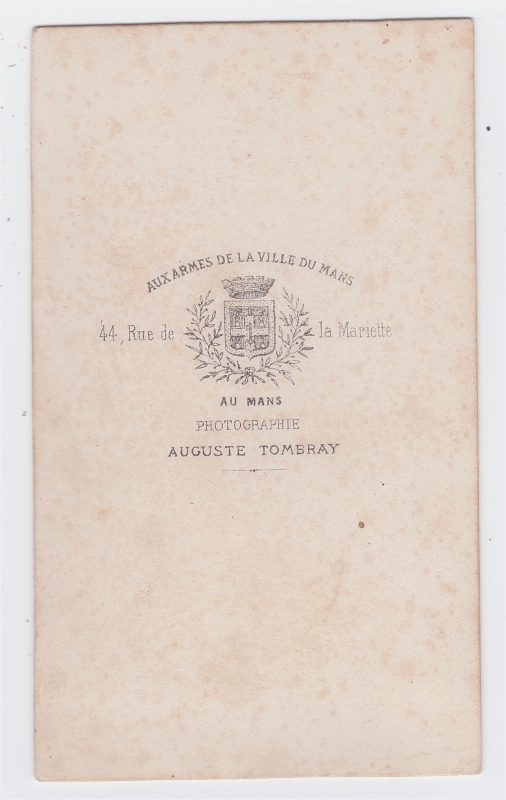 AUX ARMES DE LA VILLE DU MANS
44, Rue de la Mariette
AU MANS
PHOTOGRAPHIE
AUGUSTE TOMBRAY